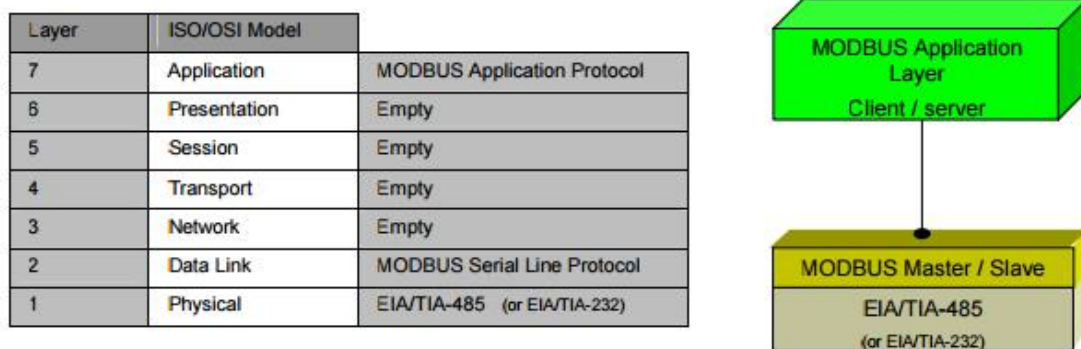 Layer ISO/OSI Model
7 Application MODBUS Application Protocol
6 Presentation Empty
5 Session Empty
4 Transport Empty
3 Network Empty
2 Data Link MODBUS Serial Line Protocol
1 Physical EIA/TIA-485 (or EIA/TIA-232)
MODBUS Application
Layer
Client / server
MODBUS Master / Slave
EIA/TIA-485
(or EIA/TIA-232)